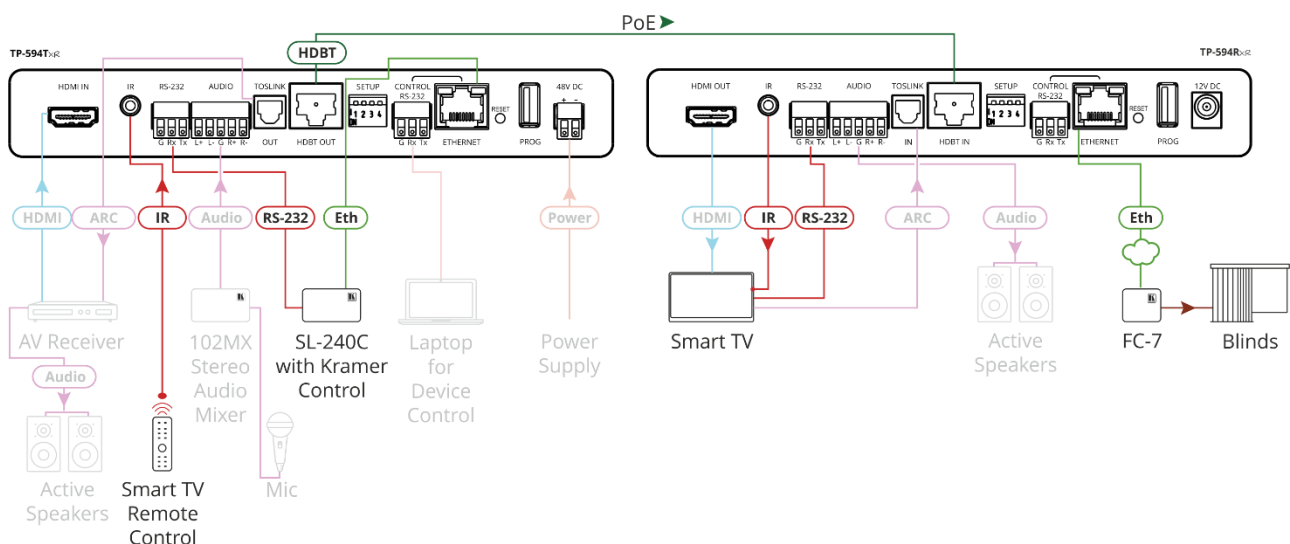 PoE
TP-594Txr
HDBT
TP-594Rxr
HDMI IN
IR
RS-232
AUDIO
TOSLINK
SETUP
CONTROL
RS-232
RESET
48V DC
+ -
1 2 3 4
G Rx Tx
L+ L- G R+ R-
OUT
HDBT OUT
G Rx Tx
ETHERNET
PROG
HDMI OUT
IR
RS-232
AUDIO
TOSLINK
SETUP
CONTROL
RS-232
RESET
12V DC
1 2 3 4
G Rx Tx
L+ L- G R+ R-
IN
HDBT IN
G Rx Tx
ETHERNET
PROG
HDMI
ARC
IR
Audio
RS-232
Eth
Power
HDMI
IR
RS-232
ARC
Audio
Eth
AV Receiver
102MX
Stereo
Audio
Mixer
SL-240C
with Kramer
Control
Laptop
for
Device
Control
Power
Supply
Smart TV
Active
Speakers
FC-7
Blinds
Audio
Active
Speakers
Smart TV
Remote
Control
Mic